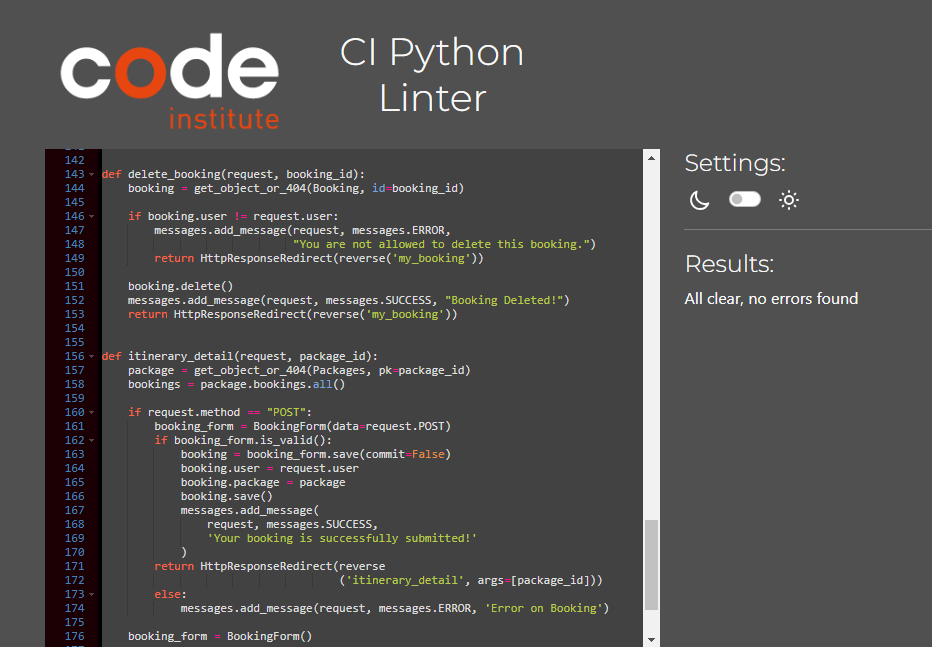 code
institute
CI Python
Linter
142
143 def delete_booking(request, booking_id):
144     booking = get_object_or_404(Booking, id=booking_id)
145
146     if booking.user != request.user:
147         messages.add_message(request, messages.ERROR,
148                              "You are not allowed to delete this booking.")
149         return HttpResponseRedirect(reverse('my_booking'))
150
151     booking.delete()
152     messages.add_message(request, messages.SUCCESS, "Booking Deleted!")
153     return HttpResponseRedirect(reverse('my_booking'))
154
155
156 def itinerary_detail(request, package_id):
157     package = get_object_or_404(Packages, pk=package_id)
158     bookings = package.bookings.all()
159
160     if request.method == "POST":
161         booking_form = BookingForm(data=request.POST)
162         if booking_form.is_valid():
163             booking = booking_form.save(commit=False)
164             booking.user = request.user
165             booking.package = package
166             booking.save()
167             messages.add_message(
168                 request, messages.SUCCESS,
169                 'Your booking is successfully submitted!'
170             )
171         return HttpResponseRedirect(reverse
172                                     ('itinerary_detail', args=[package_id]))
173         else:
174             messages.add_message(request, messages.ERROR, 'Error on Booking')
175
176     booking_form = BookingForm()
Settings:
Results:
All clear, no errors found